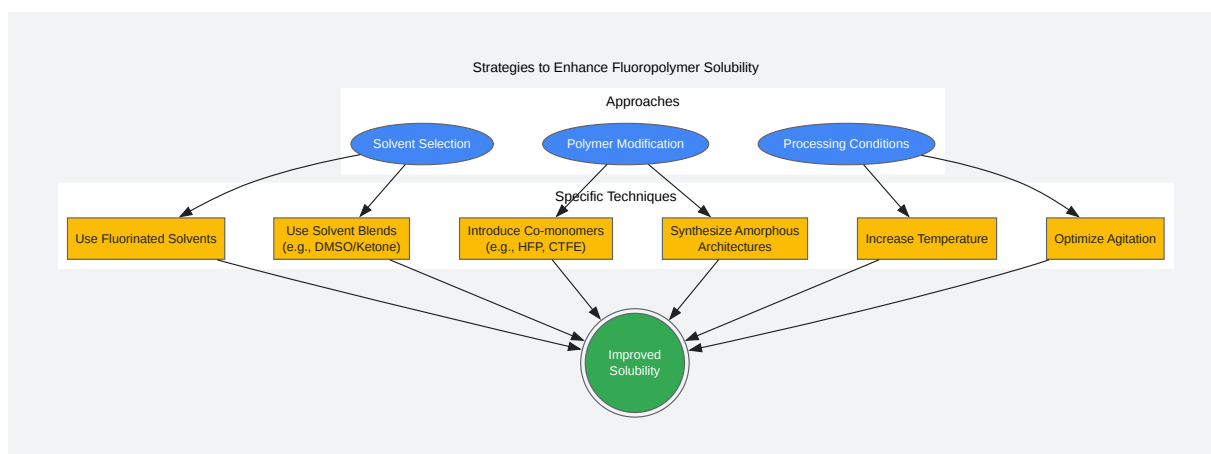 Strategies to Enhance Fluoropolymer Solubility
Approaches
Solvent Selection
Polymer Modification
Processing Conditions
Specific Techniques
Use Fluorinated Solvents
Use Solvent Blends
(e.g., DMSO/Ketone)
Introduce Co-monomers
(e.g., HFP, CTFE)
Synthesize Amorphous
Architectures
Increase Temperature
Optimize Agitation
Improved
Solubility